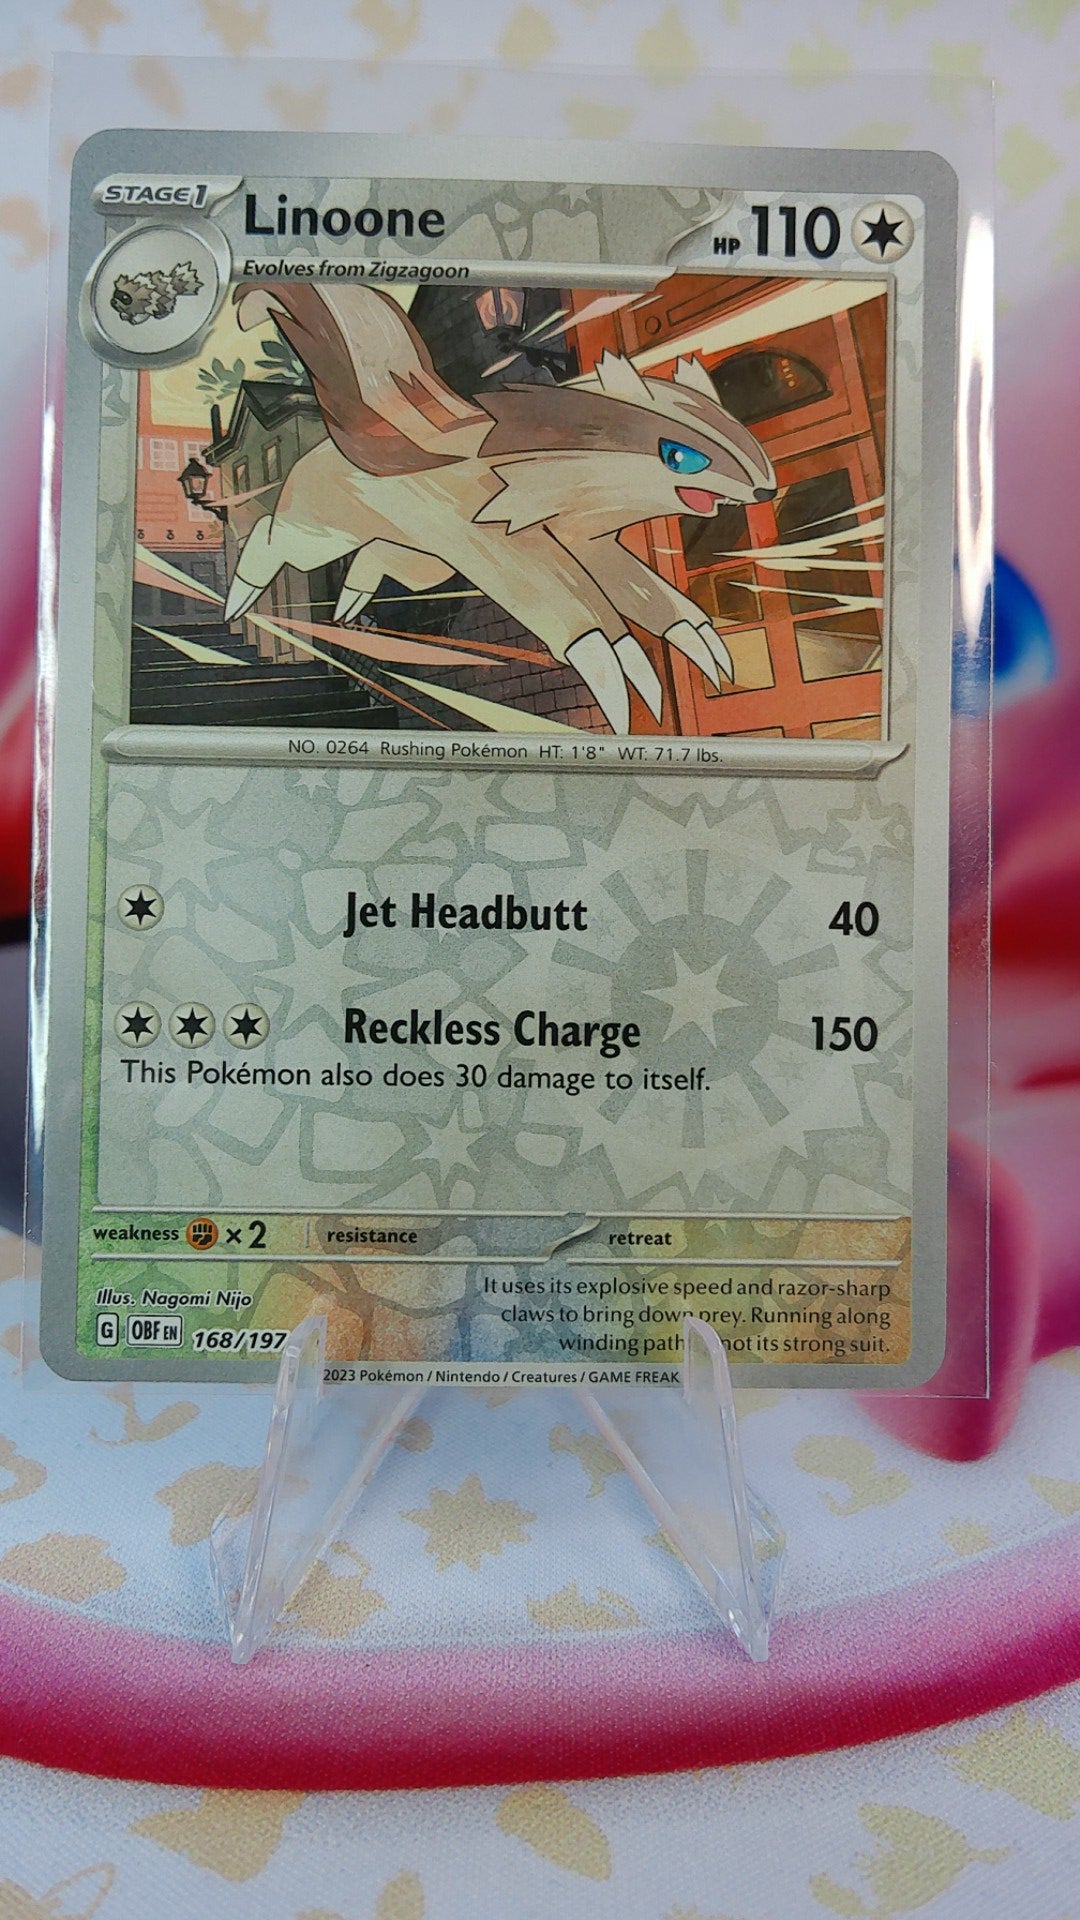 STAGE1
Linoone
HP 110
Evolves from Zigzagoon
NO. 0264 Rushing Pokémon HT: 1'8" WT: 71.7 lbs.
Jet Headbutt 40
Reckless Charge 150
This Pokémon also does 30 damage to itself.
weakness ×2 resistance retreat
Illus. Nagomi Nijo
It uses its explosive speed and razor-sharp
claws to bring down prey. Running along
winding not its strong suit.
G OBF EN 168/197
2023 Pokémon / Nintendo / Creatures / GAME FREAK